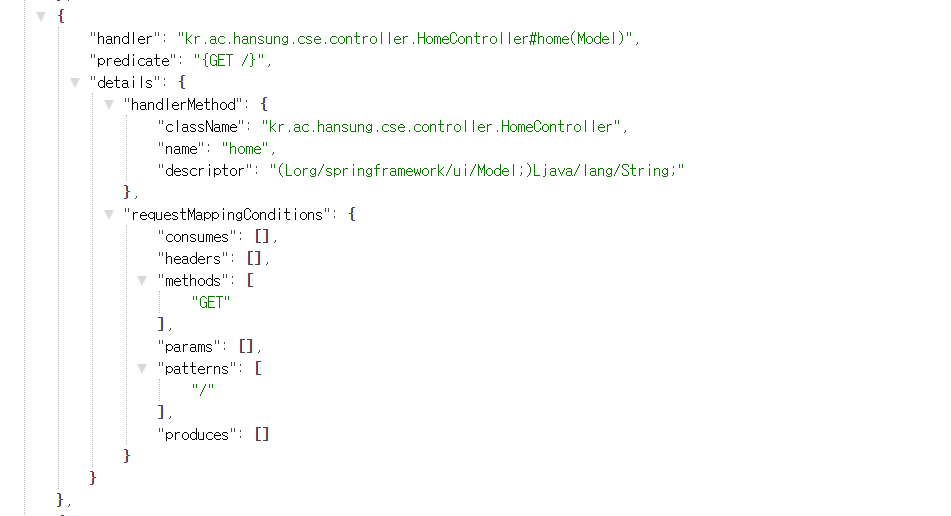 {
"handler": "kr.ac.hansung.cse.controller.HomeController#home(Model)",
"predicate": "{GET /}",
"details": {
"handlerMethod": {
"className": "kr.ac.hansung.cse.controller.HomeController",
"name": "home",
"descriptor": "(Lorg/springframework/ui/Model;)Ljava/lang/String;"
},
"requestMappingConditions": {
"consumes": [],
"headers": [],
"methods": [
"GET"
],
"params": [],
"patterns": [
"/"
],
"produces": []
}
}
},